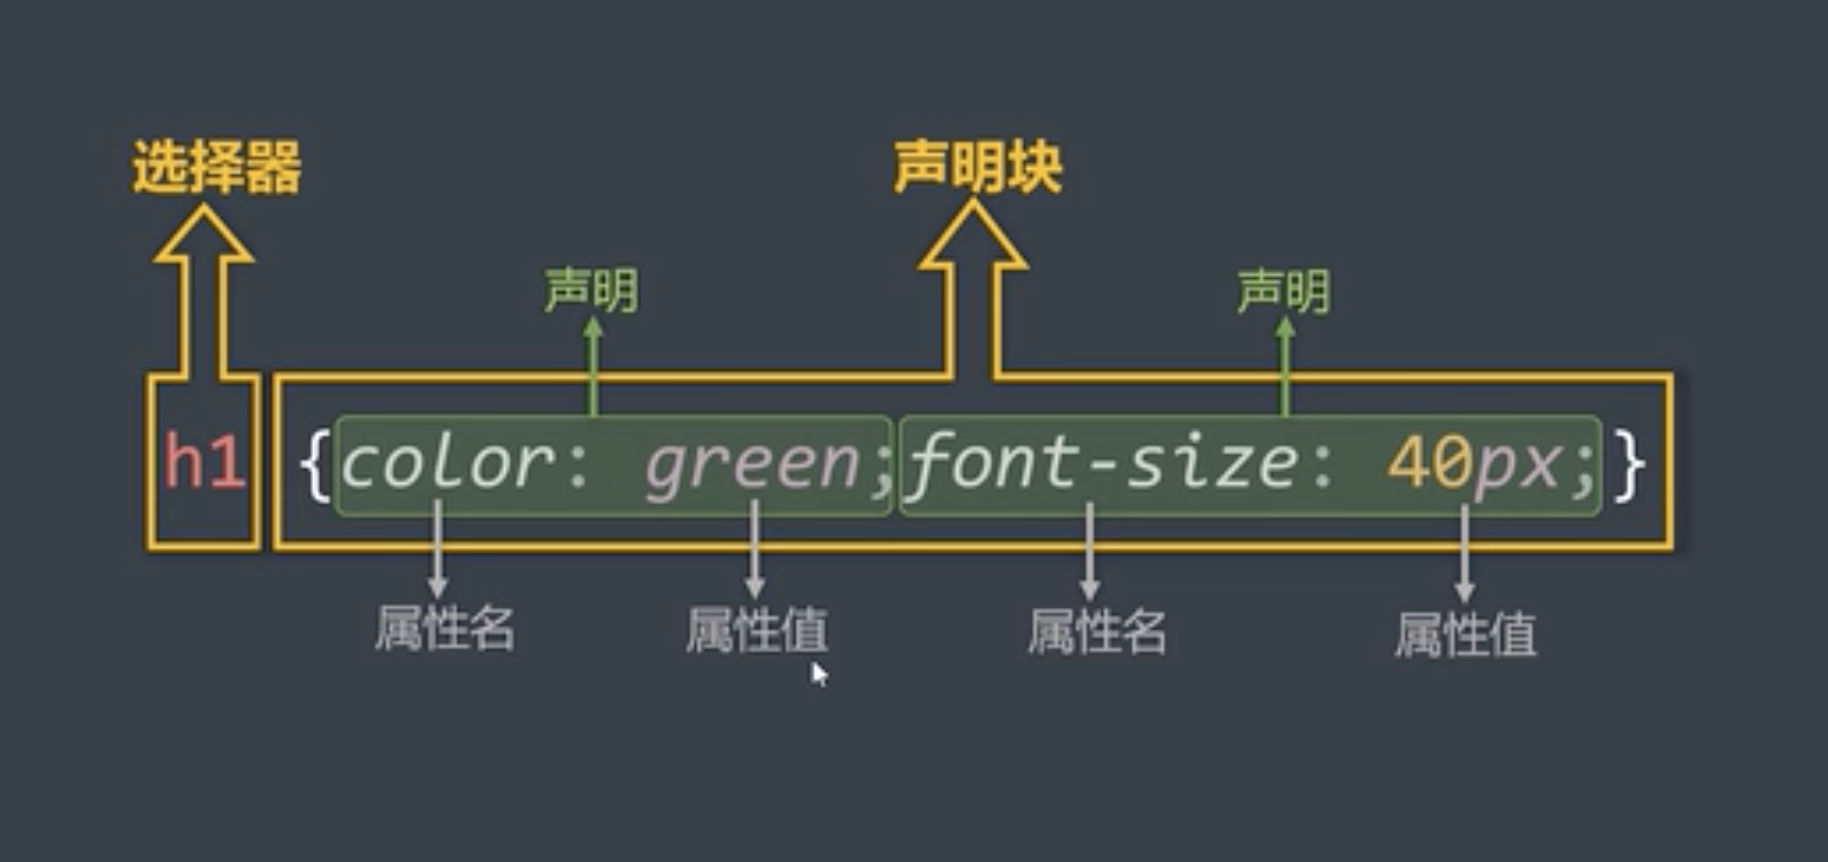 选择器 声明块
声明 声明
h1 {color: green;font-size: 40px;}
属性名 属性值 属性名 属性值